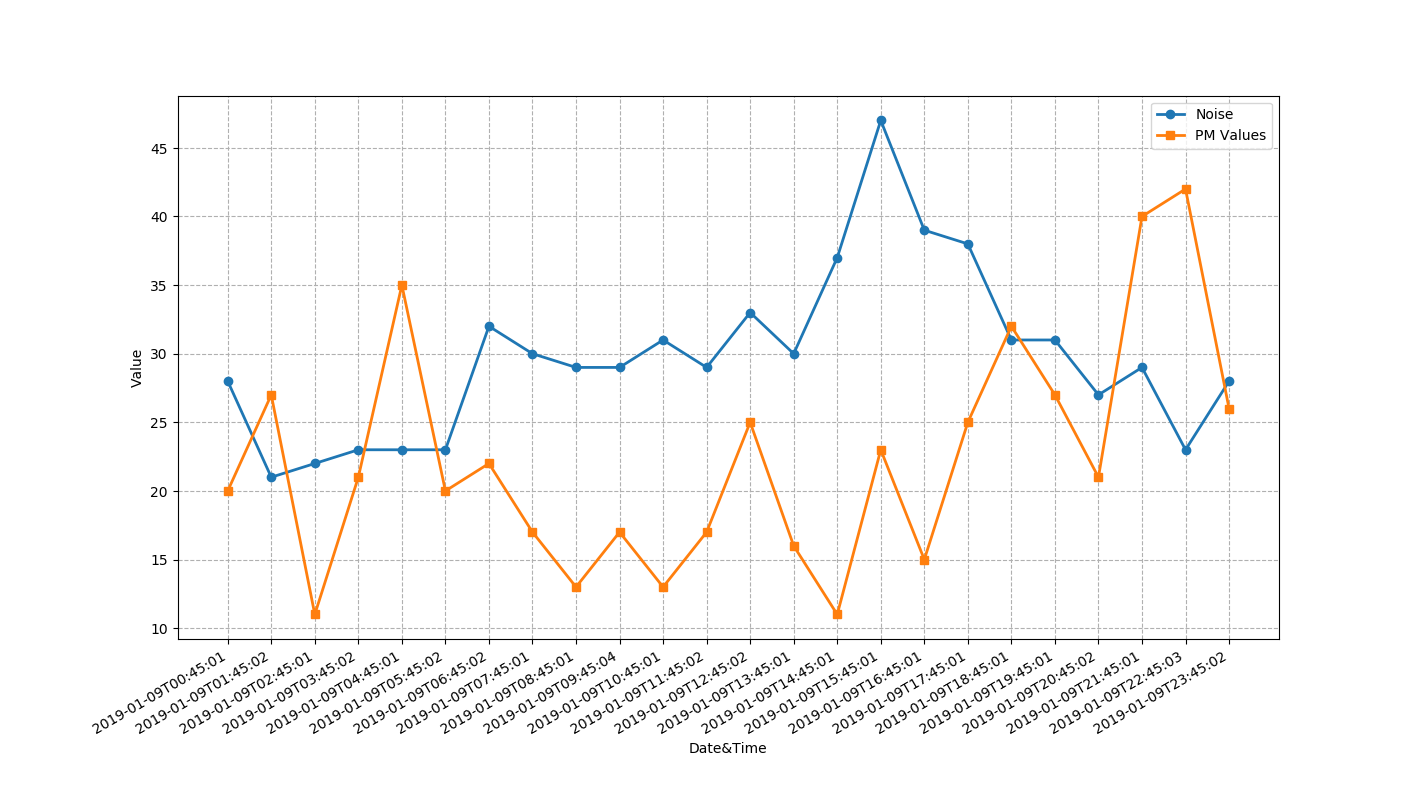 Noise
PM Values
45
40
35
30
25
20
15
10
Value
2019-01-09T00:45:01
2019-01-09T01:45:02
2019-01-09T02:45:01
2019-01-09T03:45:02
2019-01-09T04:45:01
2019-01-09T05:45:02
2019-01-09T06:45:02
2019-01-09T07:45:01
2019-01-09T08:45:01
2019-01-09T09:45:04
2019-01-09T10:45:01
2019-01-09T11:45:02
2019-01-09T12:45:02
2019-01-09T13:45:01
2019-01-09T14:45:01
2019-01-09T15:45:01
2019-01-09T16:45:01
2019-01-09T17:45:01
2019-01-09T18:45:01
2019-01-09T19:45:01
2019-01-09T20:45:02
2019-01-09T21:45:01
2019-01-09T22:45:03
2019-01-09T23:45:02
Date&Time